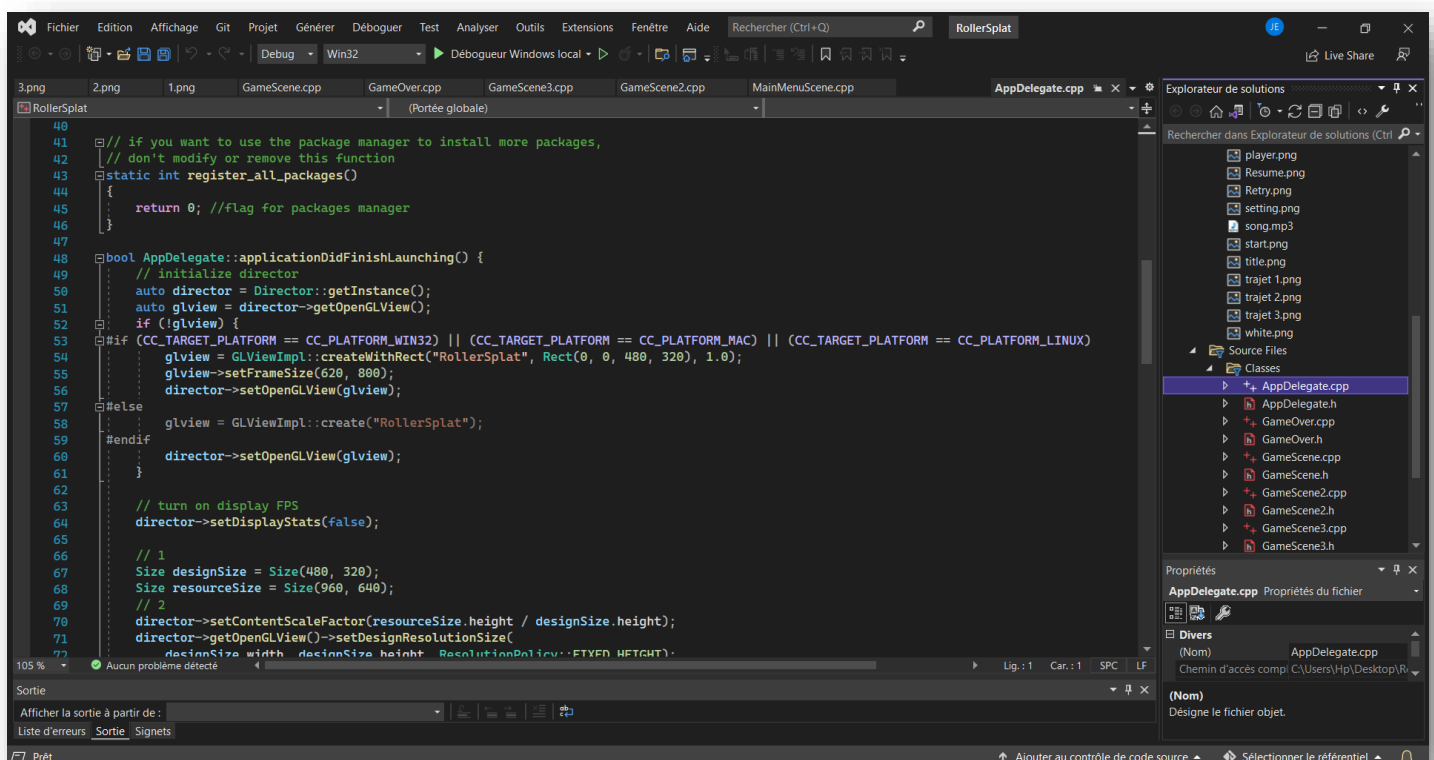 Fichier Edition Affichage Git Projet Générer Déboguer Test Analyser Outils Extensions Fenêtre Aide Rechercher (Ctrl+Q) RollerSplat JE
Debug Win32 Débogueur Windows local Live Share
3.png 2.png 1.png GameScene.cpp GameOver.cpp GameScene3.cpp GameScene2.cpp MainMenuScene.cpp AppDelegate.cpp
RollerSplat (Portée globale)
40
41 // if you want to use the package manager to install more packages,
42 // don't modify or remove this function
43 static int register_all_packages()
44 {
45 return 0; //flag for packages manager
46 }
47
48 bool AppDelegate::applicationDidFinishLaunching() {
49 // initialize director
50 auto director = Director::getInstance();
51 auto glview = director->getOpenGLView();
52 if (!glview) {
53 #if (CC_TARGET_PLATFORM == CC_PLATFORM_WIN32) || (CC_TARGET_PLATFORM == CC_PLATFORM_MAC) || (CC_TARGET_PLATFORM == CC_PLATFORM_LINUX)
54 glview = GLViewImpl::createWithRect("RollerSplat", Rect(0, 0, 480, 320), 1.0);
55 glview->setFrameSize(620, 800);
56 director->setOpenGLView(glview);
57 #else
58 glview = GLViewImpl::create("RollerSplat");
59 #endif
60 director->setOpenGLView(glview);
61 }
62
63 // turn on display FPS
64 director->setDisplayStats(false);
65
66 // 1
67 Size designSize = Size(480, 320);
68 Size resourceSize = Size(960, 640);
69 // 2
70 director->setContentScaleFactor(resourceSize.height / designSize.height);
71 director->getOpenGLView()->setDesignResolutionSize(
72 designSize.width, designSize.height, ResolutionPolicy::FIXED_HEIGHT);
105 % Aucun problème détecté Lig. : 1 Car. : 1 SPC LF
Sortie
Afficher la sortie à partir de :
Liste d'erreurs Sortie Signets
Prêt Ajouter au contrôle de code source Sélectionner le référentiel
Explorateur de solutions
Rechercher dans Explorateur de solutions (Ctrl
player.png
Resume.png
Retry.png
setting.png
song.mp3
start.png
title.png
trajet 1.png
trajet 2.png
trajet 3.png
white.png
Source Files
Classes
AppDelegate.cpp
AppDelegate.h
GameOver.cpp
GameOver.h
GameScene.cpp
GameScene.h
GameScene2.cpp
GameScene2.h
GameScene3.cpp
GameScene3.h
Propriétés
AppDelegate.cpp Propriétés du fichier
Divers
(Nom) AppDelegate.cpp
Chemin d'accès compl C:\Users\Hp\Desktop\R
(Nom)
Désigne le fichier objet.